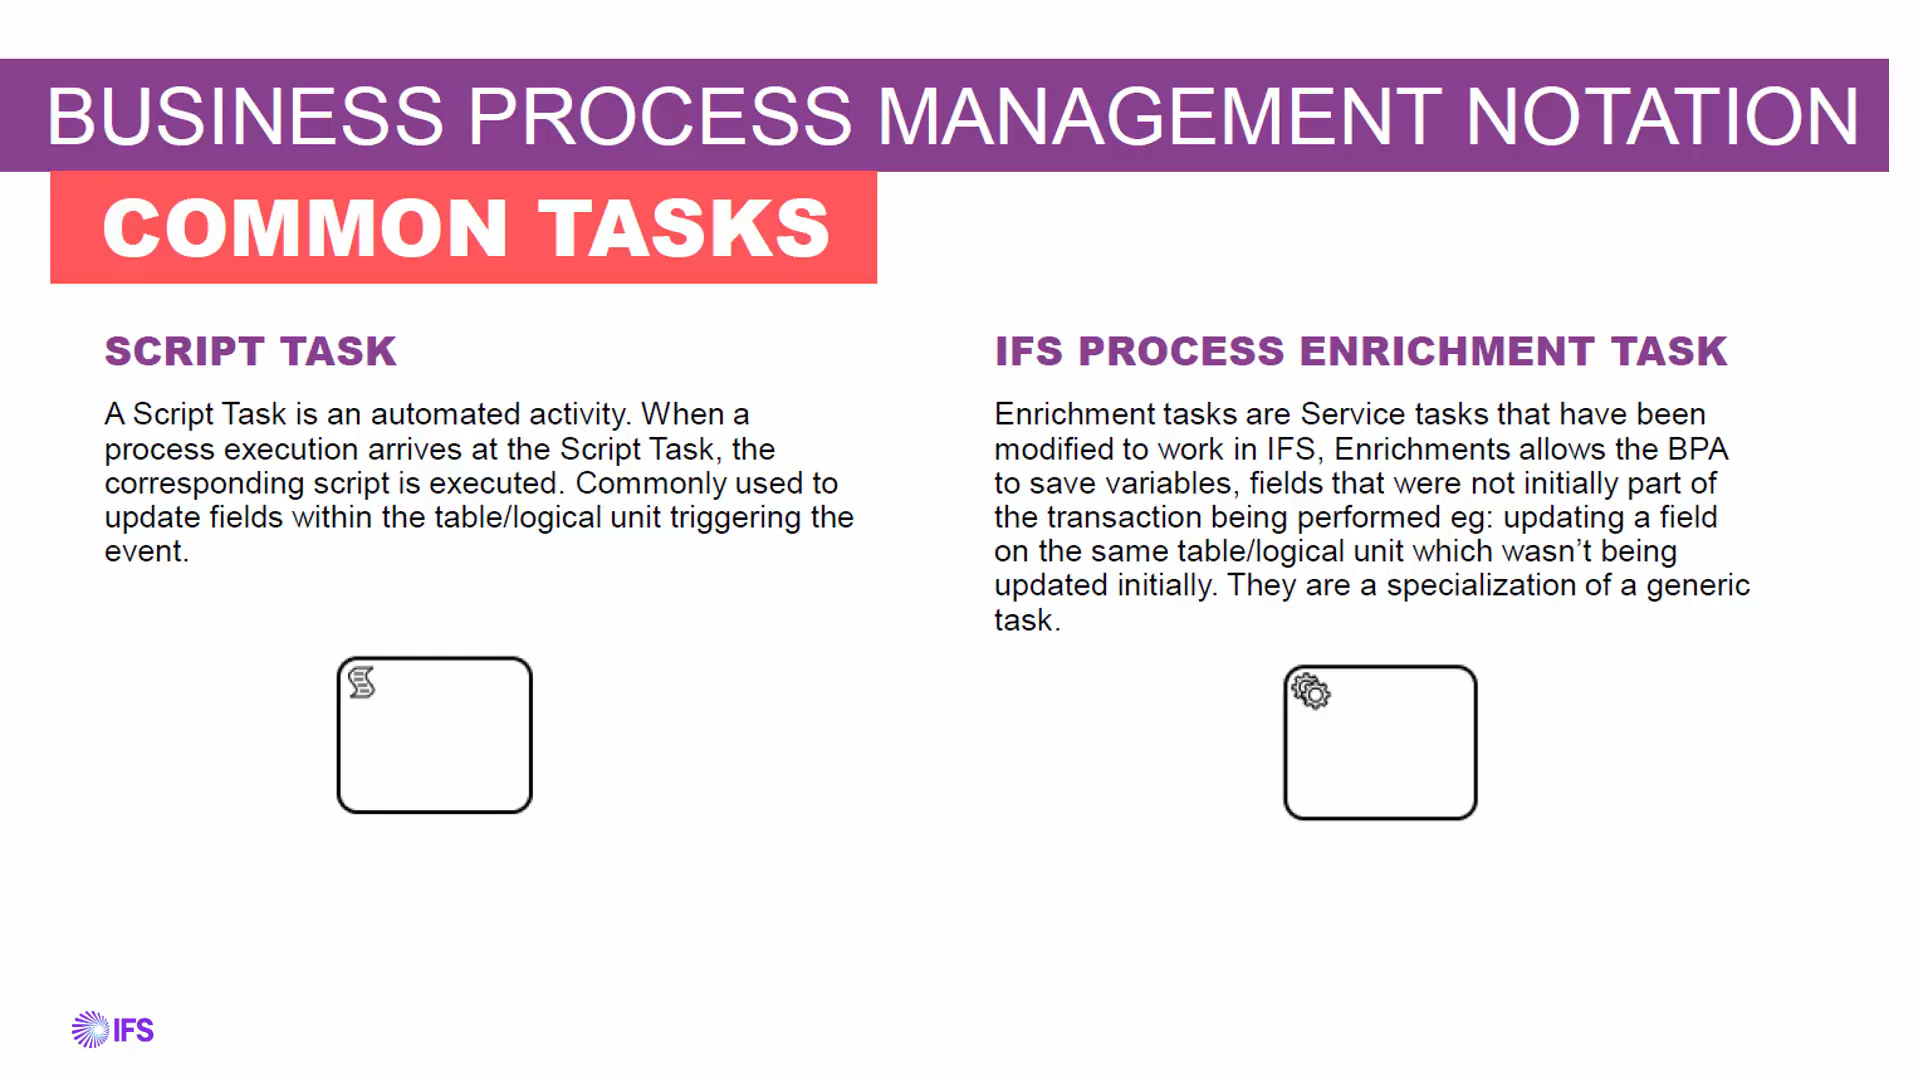 BUSINESS PROCESS MANAGEMENT NOTATION
COMMON TASKS
SCRIPT TASK
A Script Task is an automated activity. When a
process execution arrives at the Script Task, the
corresponding script is executed. Commonly used to
update fields within the table/logical unit triggering the
event.
IFS PROCESS ENRICHMENT TASK
Enrichment tasks are Service tasks that have been
modified to work in IFS, Enrichments allows the BPA
to save variables, fields that were not initially part of
the transaction being performed eg: updating a field
on the same table/logical unit which wasn’t being
updated initially. They are a specialization of a generic
task.
IFS